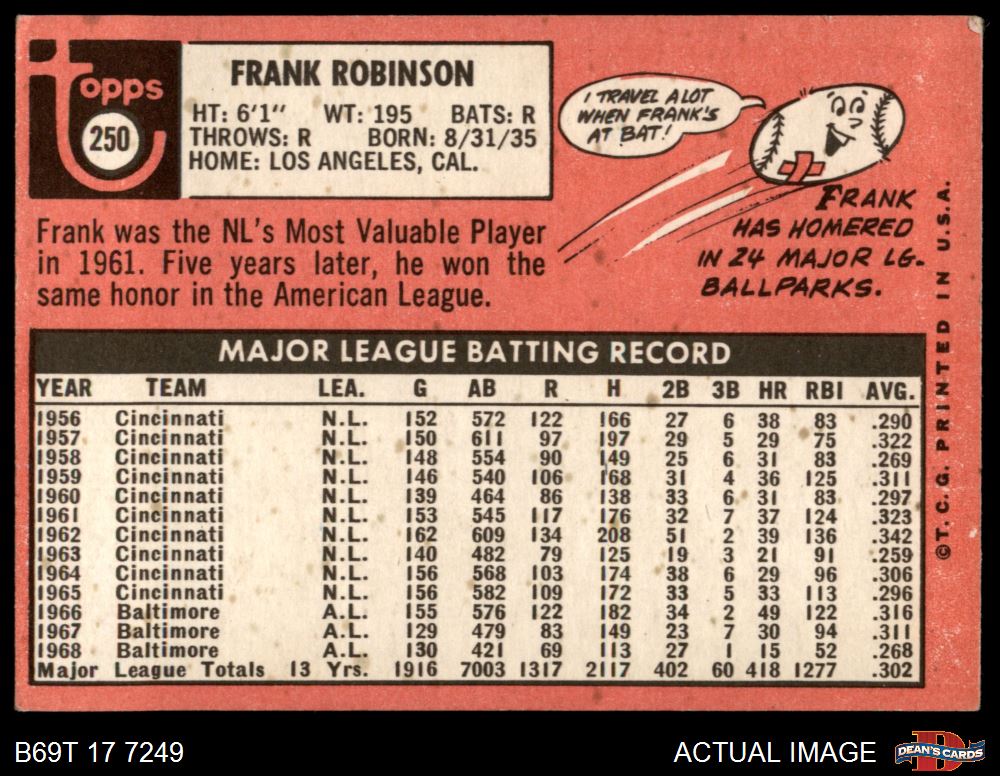 topps
250
FRANK ROBINSON
HT: 6'1" WT: 195 BATS: R
THROWS: R BORN: 8/31/35
HOME: LOS ANGELES, CAL.
I TRAVEL A LOT
WHEN FRANK'S
AT BAT!
FRANK
HAS HOMERED
IN 24 MAJOR LG.
BALLPARKS.
Frank was the NL's Most Valuable Player
in 1961. Five years later, he won the
same honor in the American League.
MAJOR LEAGUE BATTING RECORD
YEAR TEAM LEA. G AB R H 2B 3B HR RBI AVG.
1956 Cincinnati N.L. 152 572 122 166 27 6 38 83 .290
1957 Cincinnati N.L. 150 611 97 197 29 5 29 75 .322
1958 Cincinnati N.L. 148 554 90 149 25 6 31 83 .269
1959 Cincinnati N.L. 146 540 106 168 31 4 36 125 .311
1960 Cincinnati N.L. 139 464 86 138 33 6 31 83 .297
1961 Cincinnati N.L. 153 545 117 176 32 7 37 124 .323
1962 Cincinnati N.L. 162 609 134 208 51 2 39 136 .342
1963 Cincinnati N.L. 140 482 79 125 19 3 21 91 .259
1964 Cincinnati N.L. 156 568 103 174 38 6 29 96 .306
1965 Cincinnati N.L. 156 582 109 172 33 5 33 113 .296
1966 Baltimore A.L. 155 576 122 182 34 2 49 122 .316
1967 Baltimore A.L. 129 479 83 149 23 7 30 94 .311
1968 Baltimore A.L. 130 421 69 113 27 1 15 52 .268
Major League Totals 13 Yrs. 1916 7003 1317 2117 402 60 418 1277 .302
©T.C.G. PRINTED IN U.S.A.
B69T 17 7249
ACTUAL IMAGE
DEAN'S CARDS